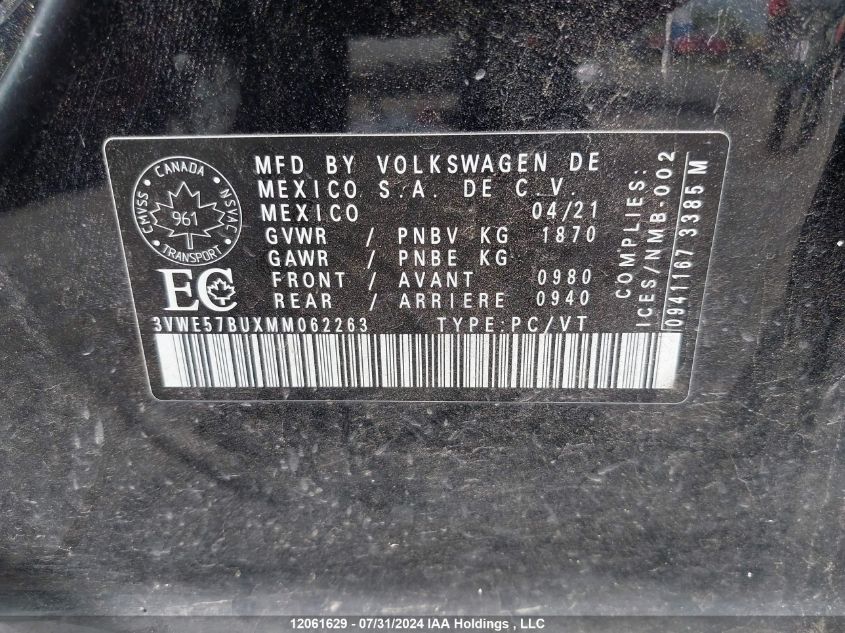 CMVSS · CANADA · NSVAC
961
TRANSPORT
EC
MFD BY VOLKSWAGEN DE
MEXICO S.A. DE C.V.
MEXICO 04/21
GVWR / PNBV KG 1870
GAWR / PNBE KG
FRONT / AVANT 0980
REAR / ARRIERE 0940
3VWE57BUXMM062263 TYPE:PC/VT
COMPLIES:
ICES/NMB-002
0941167 3385 M
12061629 - 07/31/2024 IAA Holdings , LLC